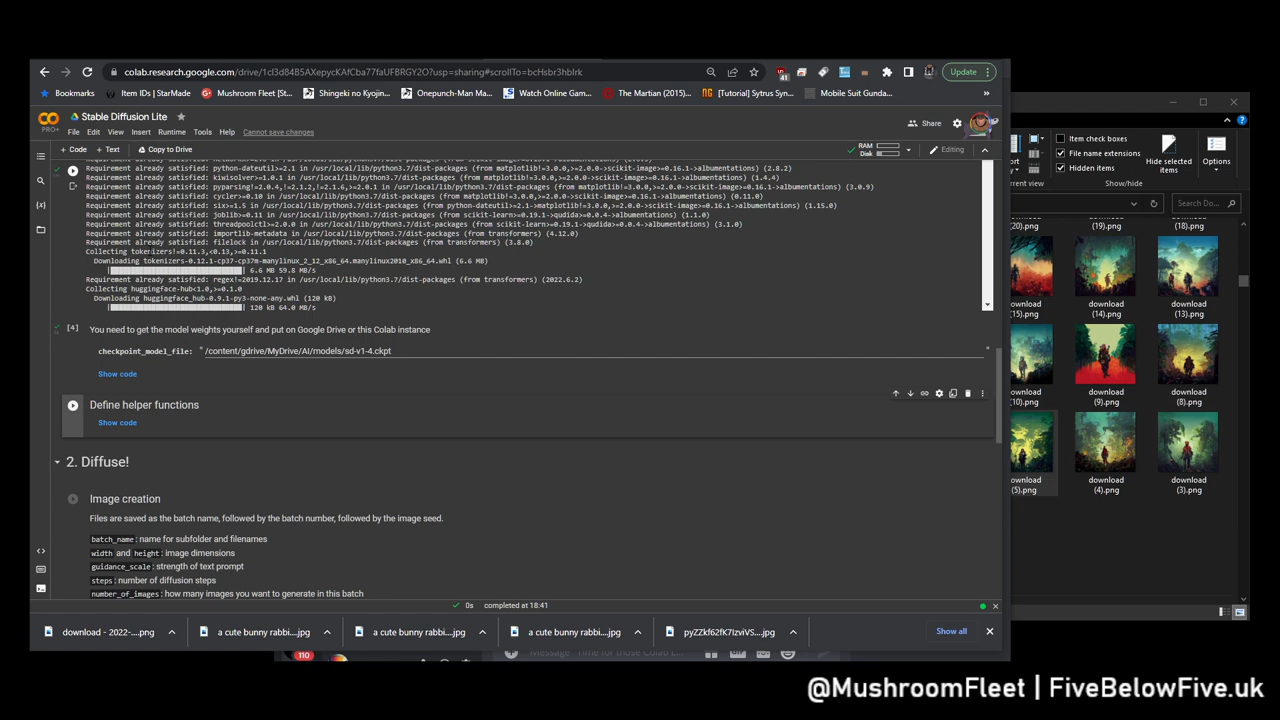 colab.research.google.com/drive/1cl3d84B5AXepycKAfCba77faUFBRGY2O?usp=sharing#scrollTo=bcHsbr3hbIrk
41
Update
Bookmarks
Item IDs | StarMade
Mushroom Fleet [St...
Shingeki no Kyojin...
Onepunch-Man Ma...
Watch Online Gam...
The Martian (2015)...
[Tutorial] Sytrus Syn...
Mobile Suit Gunda...
»
CO
PRO+
Stable Diffusion Lite
File Edit View Insert Runtime Tools Help Cannot save changes
Share
+ Code + Text Copy to Drive
RAM
Disk
Editing
Requirement already satisfied: python-dateutil>=2.1 in /usr/local/lib/python3.7/dist-packages (from matplotlib!=3.0.0,>=2.0.0->scikit-image>=0.16.1->albumentations) (2.8.2)
Requirement already satisfied: kiwisolver>=1.0.1 in /usr/local/lib/python3.7/dist-packages (from matplotlib!=3.0.0,>=2.0.0->scikit-image>=0.16.1->albumentations) (1.4.4)
Requirement already satisfied: pyparsing!=2.0.4,!=2.1.2,!=2.1.6,>=2.0.1 in /usr/local/lib/python3.7/dist-packages (from matplotlib!=3.0.0,>=2.0.0->scikit-image>=0.16.1->albumentations) (3.0.9)
Requirement already satisfied: cycler>=0.10 in /usr/local/lib/python3.7/dist-packages (from matplotlib!=3.0.0,>=2.0.0->scikit-image>=0.16.1->albumentations) (0.11.0)
Requirement already satisfied: six>=1.5 in /usr/local/lib/python3.7/dist-packages (from python-dateutil>=2.1->matplotlib!=3.0.0,>=2.0.0->scikit-image>=0.16.1->albumentations) (1.15.0)
Requirement already satisfied: joblib>=0.11 in /usr/local/lib/python3.7/dist-packages (from scikit-learn>=0.19.1->qudida>=0.0.4->albumentations) (1.1.0)
Requirement already satisfied: threadpoolctl>=2.0.0 in /usr/local/lib/python3.7/dist-packages (from scikit-learn>=0.19.1->qudida>=0.0.4->albumentations) (3.1.0)
Requirement already satisfied: importlib-metadata in /usr/local/lib/python3.7/dist-packages (from transformers) (4.12.0)
Requirement already satisfied: filelock in /usr/local/lib/python3.7/dist-packages (from transformers) (3.8.0)
Collecting tokenizers!=0.11.3,<0.13,>=0.11.1
Downloading tokenizers-0.12.1-cp37-cp37m-manylinux_2_12_x86_64.manylinux2010_x86_64.whl (6.6 MB)
6.6 MB 59.8 MB/s
Requirement already satisfied: regex!=2019.12.17 in /usr/local/lib/python3.7/dist-packages (from transformers) (2022.6.2)
Collecting huggingface-hub<1.0,>=0.1.0
Downloading huggingface_hub-0.9.1-py3-none-any.whl (120 kB)
120 kB 64.0 MB/s
[4] You need to get the model weights yourself and put on Google Drive or this Colab instance
checkpoint_model_file: " /content/gdrive/MyDrive/AI/models/sd-v1-4.ckpt "
Show code
Define helper functions
Show code
2. Diffuse!
Image creation
Files are saved as the batch name, followed by the batch number, followed by the image seed.
batch_name: name for subfolder and filenames
width and height: image dimensions
guidance_scale: strength of text prompt
steps: number of diffusion steps
number_of_images: how many images you want to generate in this batch
0s completed at 18:41
download - 2022-....png
a cute bunny rabbi....jpg
a cute bunny rabbi....jpg
a cute bunny rabbi....jpg
pyZZkf62fK7IzviVS....jpg
Show all
110
Item check boxes
File name extensions
Hidden items
Hide selected
items
Options
Show/hide
Search Do...
(20).png
(19).png
(18).png
download
(15).png
download
(14).png
download
(13).png
download
(10).png
download
(9).png
download
(8).png
download
(5).png
download
(4).png
download
(3).png
@MushroomFleet | FiveBelowFive.uk